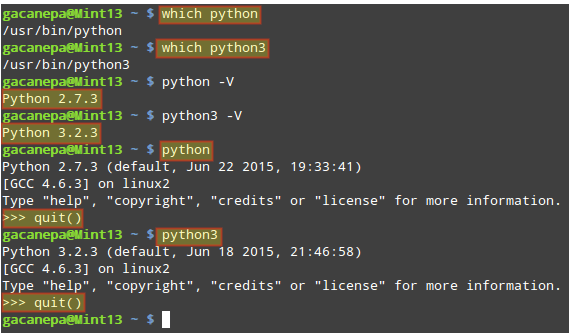 gacanepa@Mint13 ~ $ which python
/usr/bin/python
gacanepa@Mint13 ~ $ which python3
/usr/bin/python3
gacanepa@Mint13 ~ $ python -V
Python 2.7.3
gacanepa@Mint13 ~ $ python3 -V
Python 3.2.3
gacanepa@Mint13 ~ $ python
Python 2.7.3 (default, Jun 22 2015, 19:33:41)
[GCC 4.6.3] on linux2
Type "help", "copyright", "credits" or "license" for more information.
>>> quit()
gacanepa@Mint13 ~ $ python3
Python 3.2.3 (default, Jun 18 2015, 21:46:58)
[GCC 4.6.3] on linux2
Type "help", "copyright", "credits" or "license" for more information.
>>> quit()
gacanepa@Mint13 ~ $